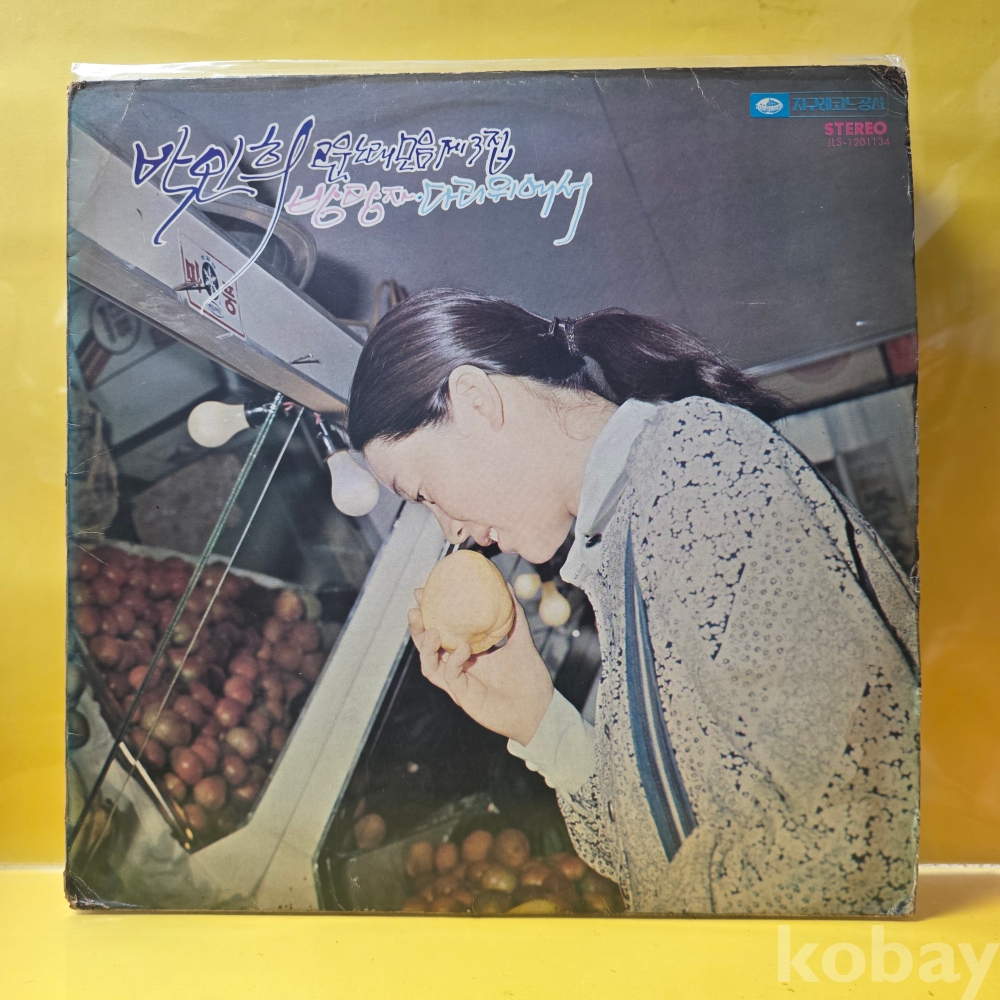 지구레코드공사
STEREO
JLS-1201134
박인희 고운노래모음 제3집
방랑자·다리위에서
kobay